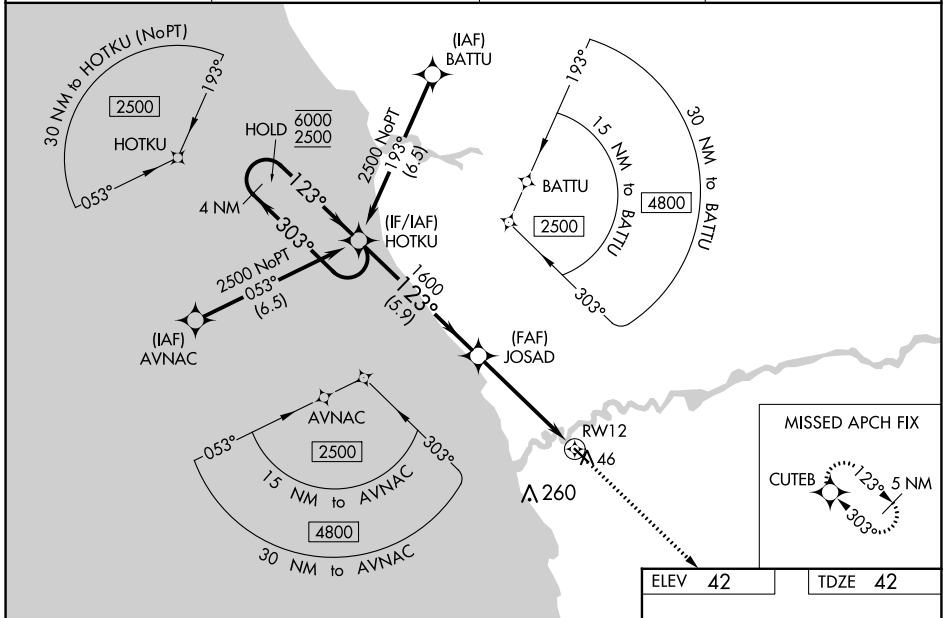 30 NM to HOTKU (NoPT)
2500
193°
HOTKU
053°
(IAF)
BATTU
2500 NoPT
193°
(6.5)
HOLD 6000
2500
4 NM
123°
303°
(IF/IAF)
HOTKU
2500 NoPT
053°
(6.5)
(IAF)
AVNAC
1600
123°
(5.9)
(FAF)
JOSAD
193°
15 NM to BATTU
30 NM to BATTU
BATTU
2500
4800
303°
AVNAC
053°
303°
2500
15 NM to AVNAC
4800
30 NM to AVNAC
RW12
46
260
MISSED APCH FIX
CUTEB
123°
5 NM
303°
ELEV 42
TDZE 42